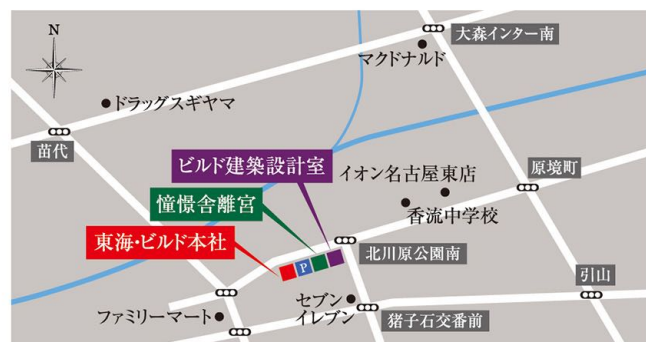 N
大森インター南
マクドナルド
ドラッグスギヤマ
苗代
ビルド建築設計室
イオン名古屋東店
原境町
憧憬舎離宮
香流中学校
東海・ビルド本社
北川原公園南
P
引山
セブン
イレブン
ファミリーマート
猪子石交番前